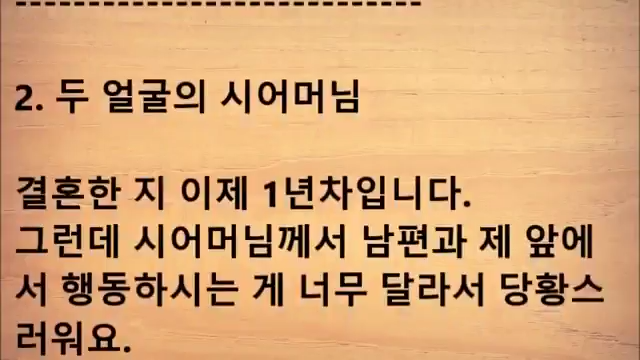 2. 두 얼굴의 시어머님
결혼한 지 이제 1년차입니다.
그런데 시어머님께서 남편과 제 앞에
서 행동하시는 게 너무 달라서 당황스
러워요.